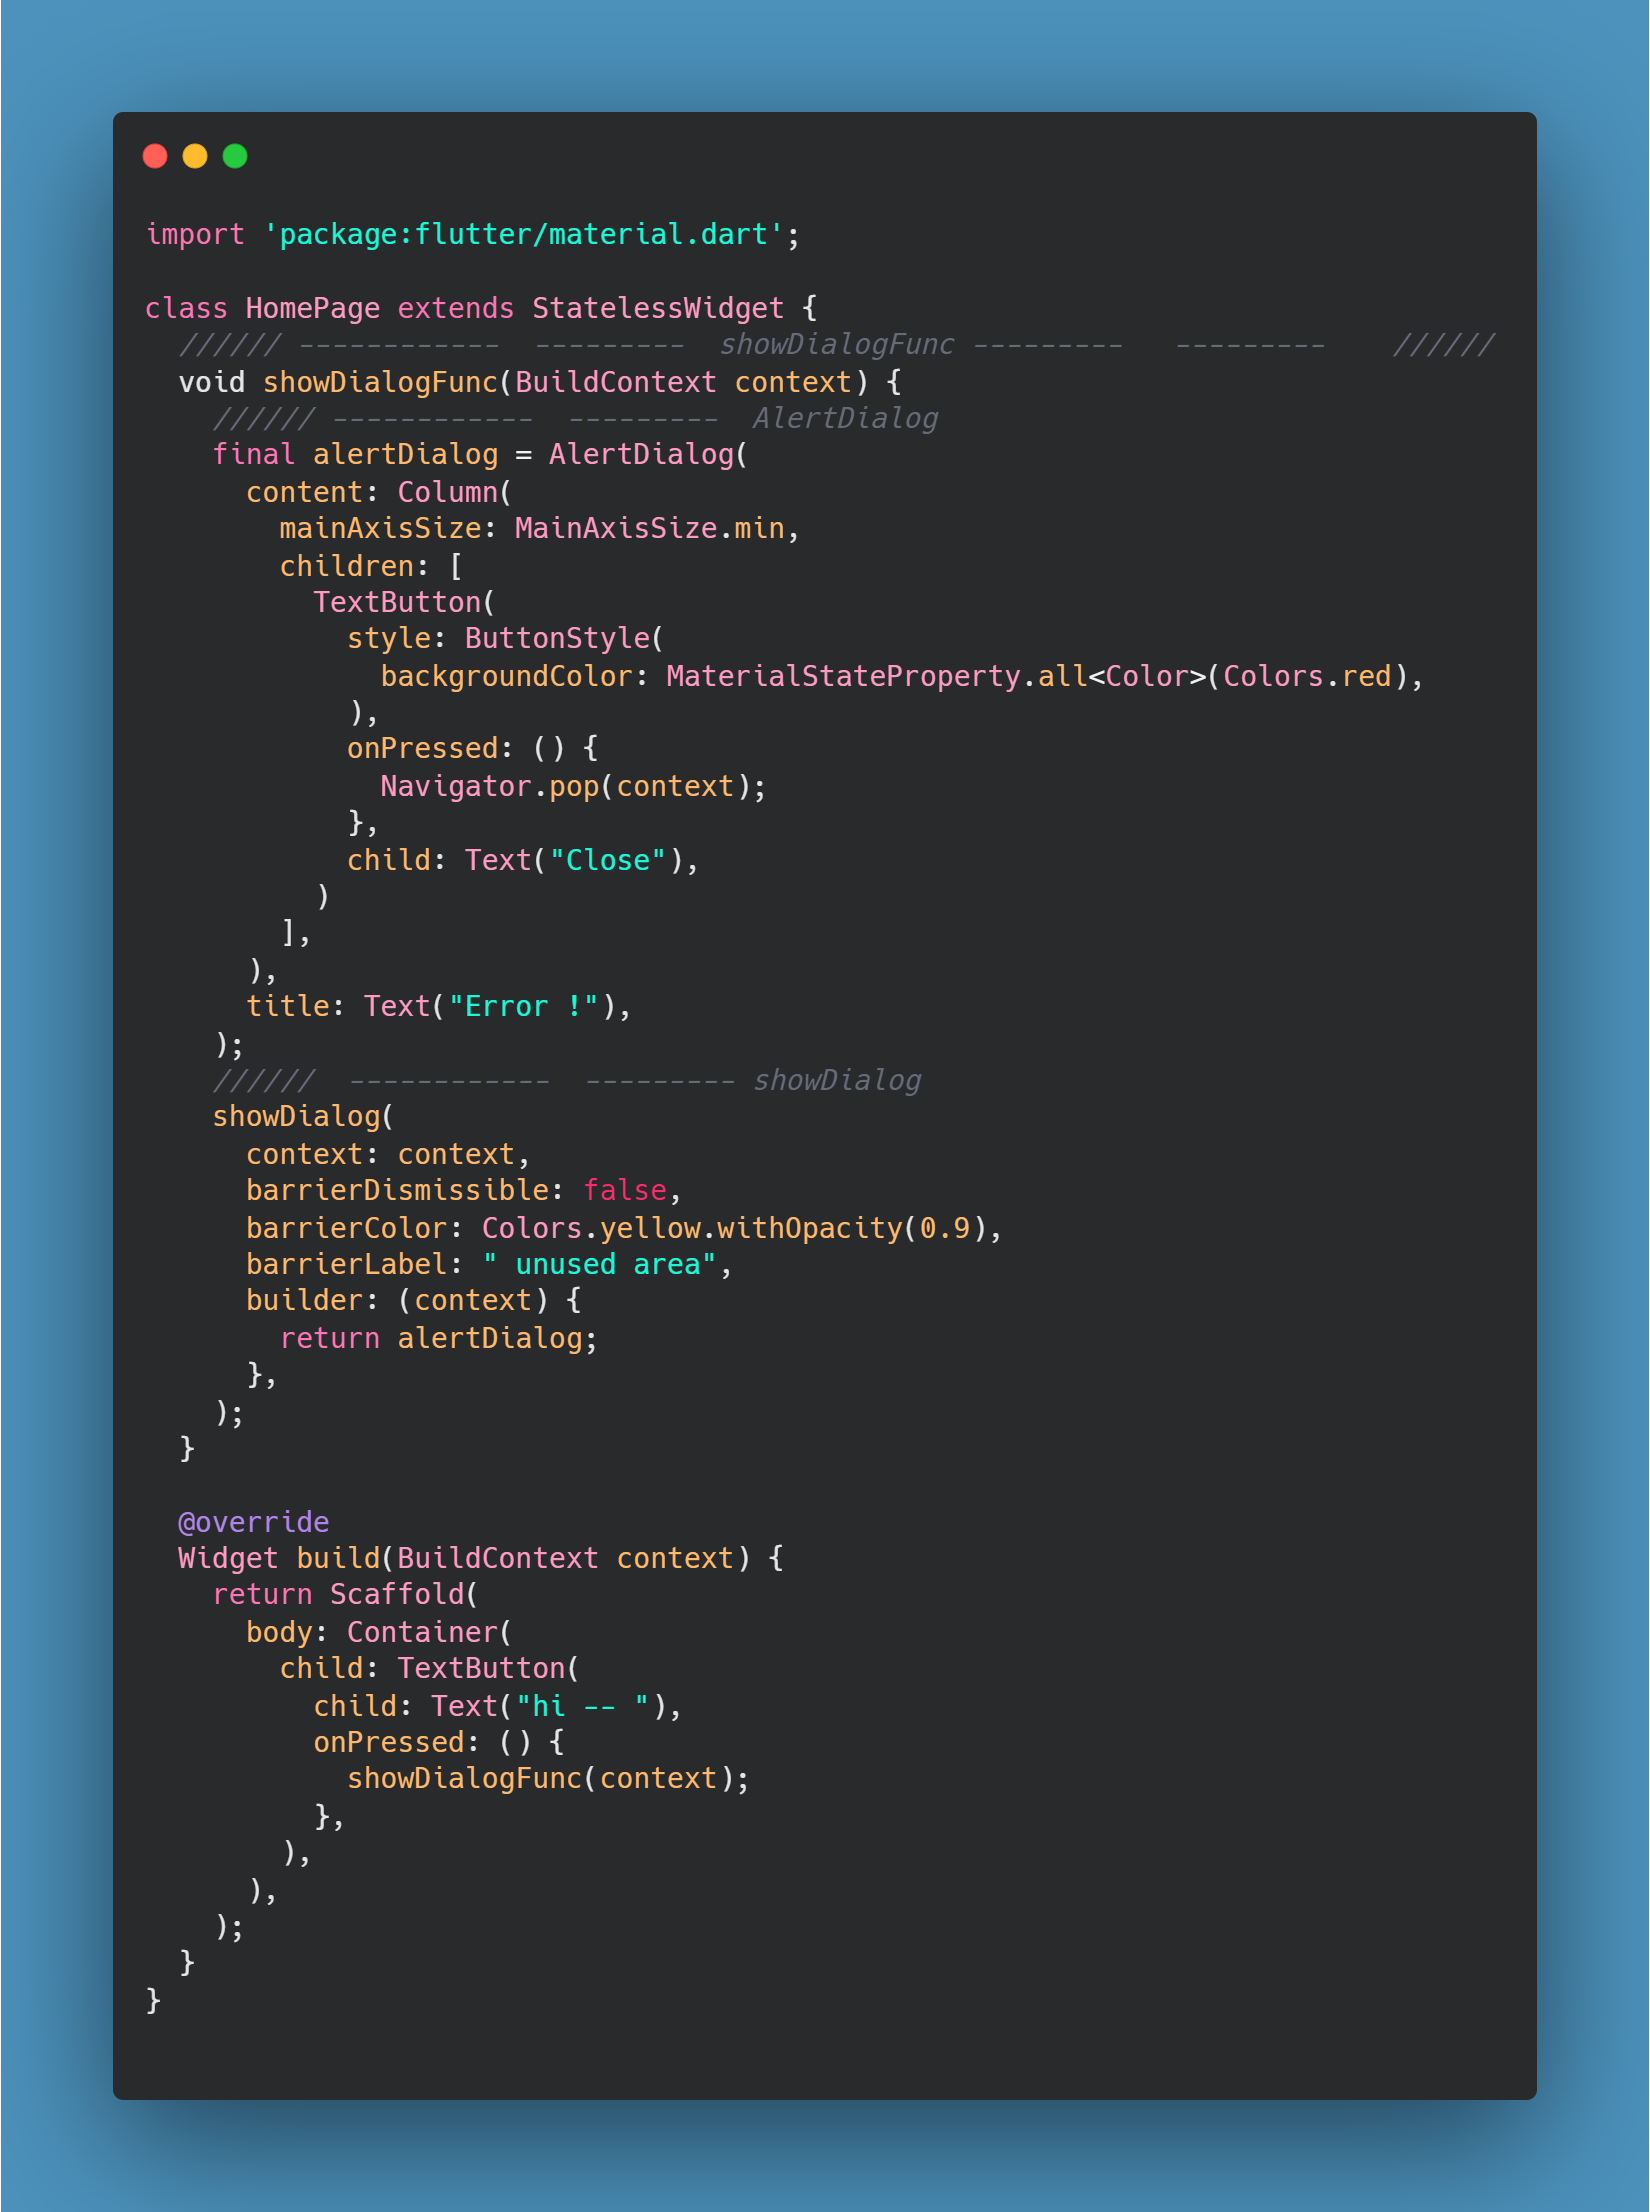 import 'package:flutter/material.dart';

class HomePage extends StatelessWidget {
  ////// ------------  ---------  showDialogFunc ---------   ---------    //////
  void showDialogFunc(BuildContext context) {
    ////// ------------  ---------  AlertDialog
    final alertDialog = AlertDialog(
      content: Column(
        mainAxisSize: MainAxisSize.min,
        children: [
          TextButton(
            style: ButtonStyle(
              backgroundColor: MaterialStateProperty.all<Color>(Colors.red),
            ),
            onPressed: () {
              Navigator.pop(context);
            },
            child: Text("Close"),
          )
        ],
      ),
      title: Text("Error !"),
    );
    //////  ------------  --------- showDialog
    showDialog(
      context: context,
      barrierDismissible: false,
      barrierColor: Colors.yellow.withOpacity(0.9),
      barrierLabel: " unused area",
      builder: (context) {
        return alertDialog;
      },
    );
  }

  @override
  Widget build(BuildContext context) {
    return Scaffold(
      body: Container(
        child: TextButton(
          child: Text("hi -- "),
          onPressed: () {
            showDialogFunc(context);
          },
        ),
      ),
    );
  }
}